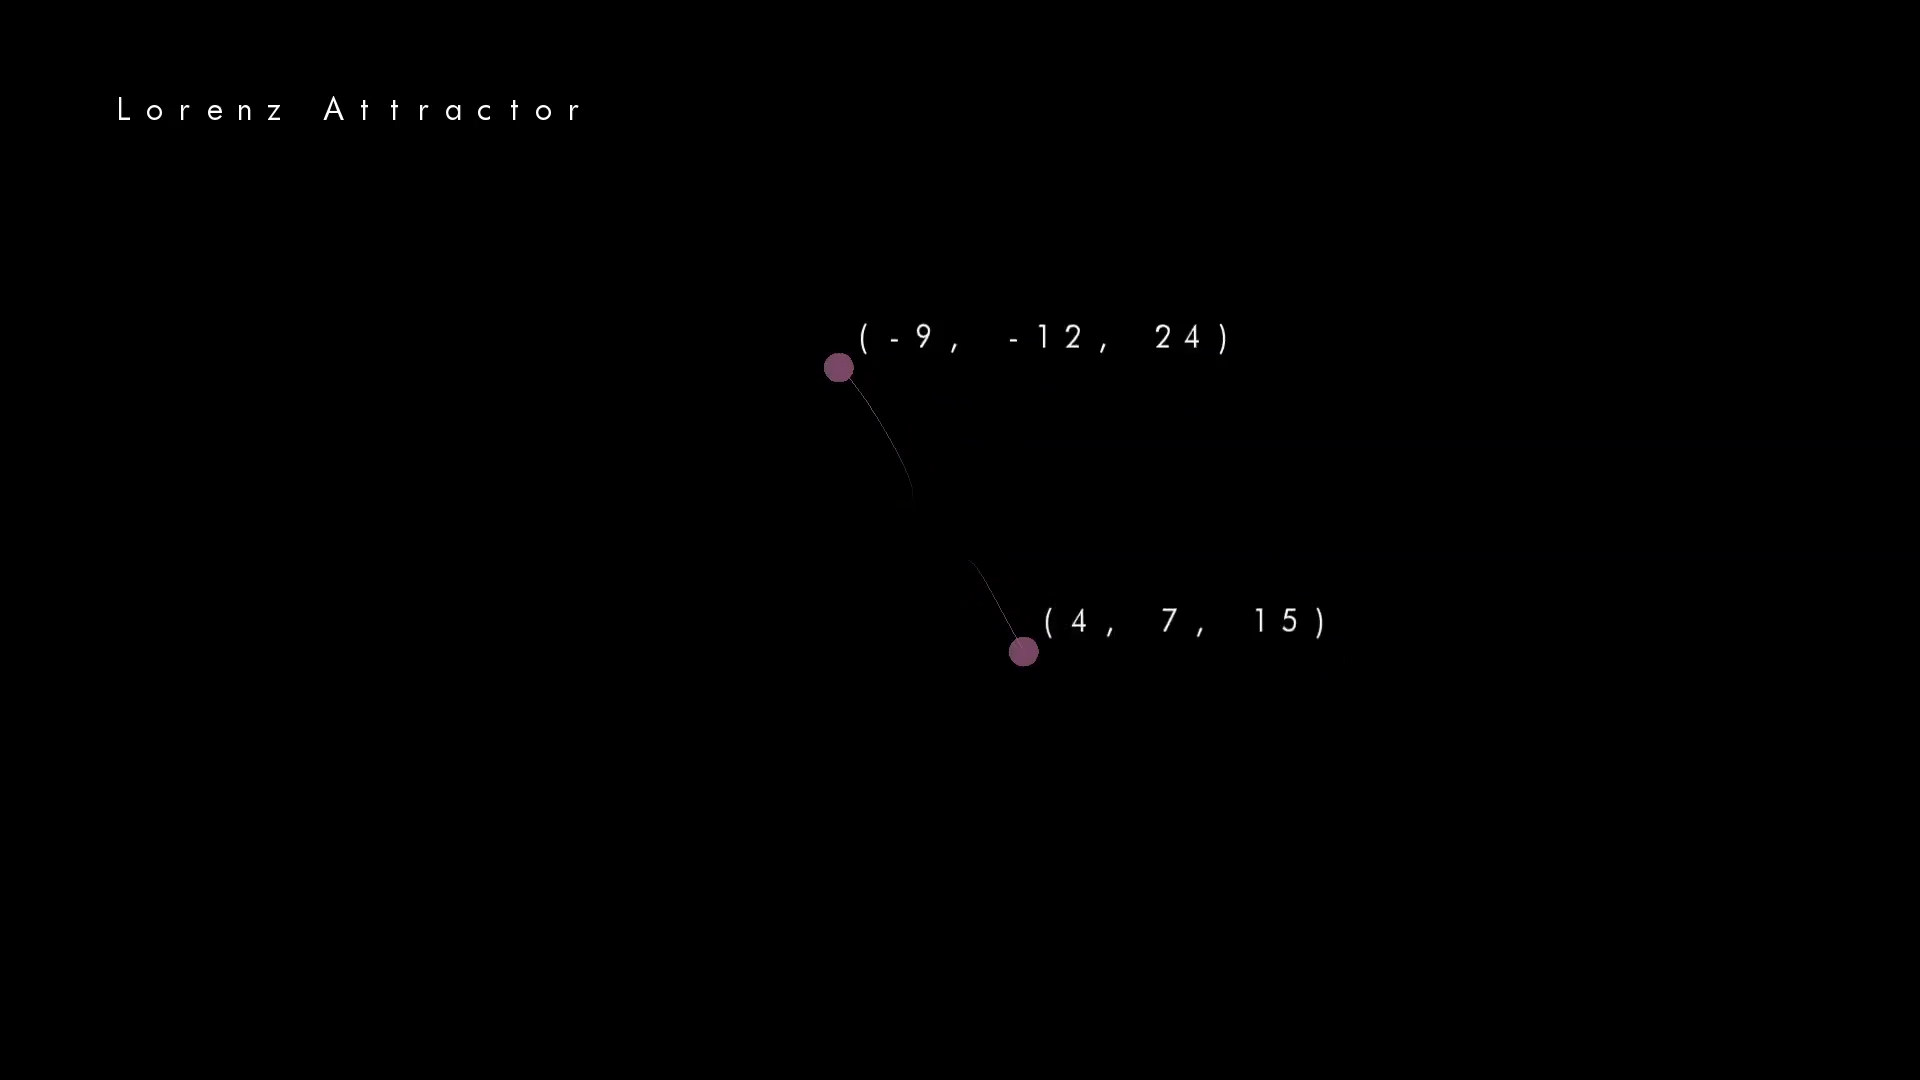 Lorenz Attractor
(-9, -12, 24)
(4, 7, 15)